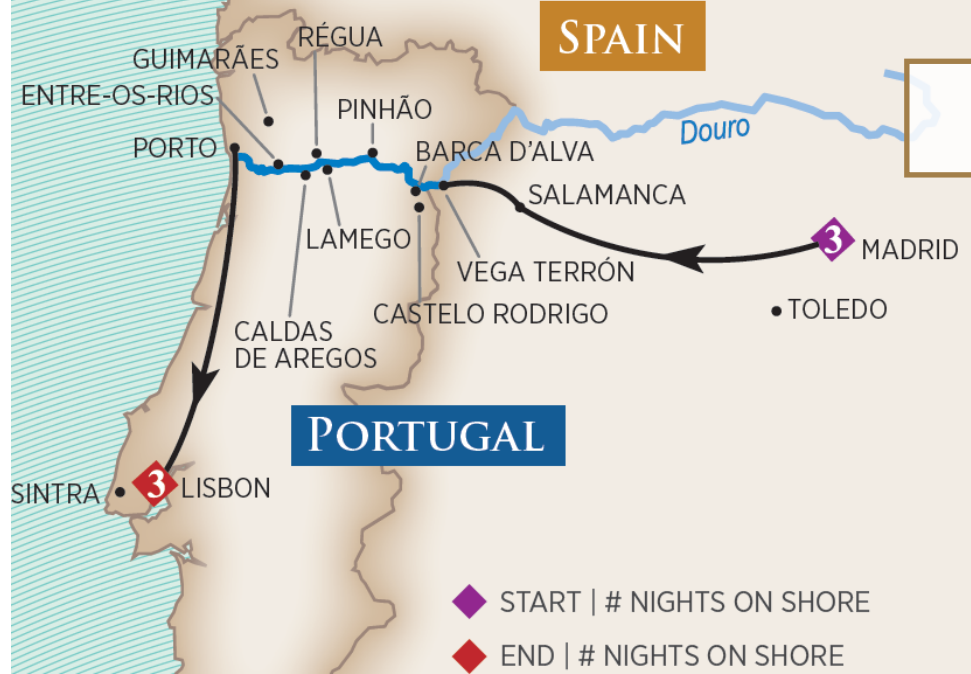 SPAIN
RÉGUA
GUIMARÃES
ENTRE-OS-RIOS
PINHÃO
Douro
PORTO
BARCA D'ALVA
SALAMANCA
LAMEGO
3
MADRID
VEGA TERRÓN
CASTELO RODRIGO
TOLEDO
CALDAS
DE AREGOS
PORTUGAL
SINTRA
3
LISBON
START | # NIGHTS ON SHORE
END | # NIGHTS ON SHORE